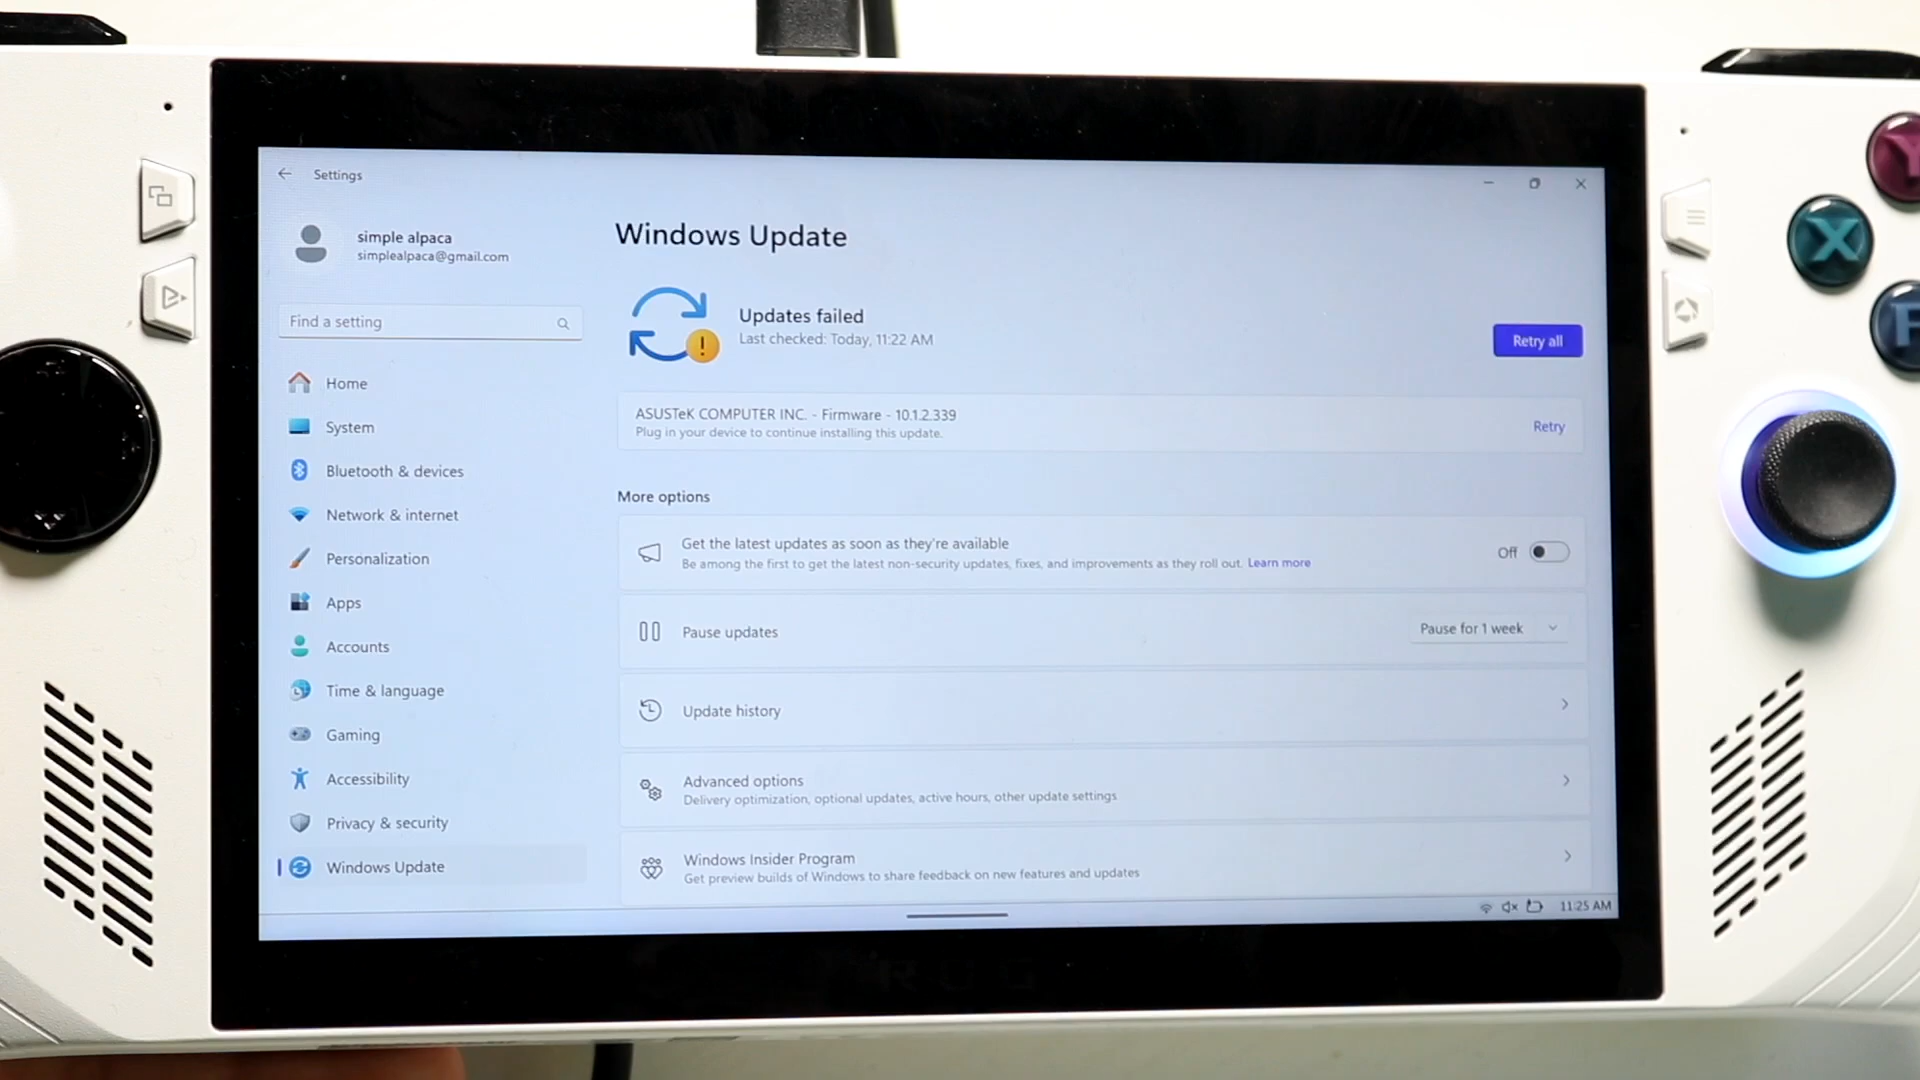 Settings
simple alpaca
simplealpaca@gmail.com
Find a setting
Home
System
Bluetooth & devices
Network & internet
Personalization
Apps
Accounts
Time & language
Gaming
Accessibility
Privacy & security
Windows Update
Windows Update
Updates failed
Last checked: Today, 11:22 AM
Retry all
ASUSTeK COMPUTER INC. - Firmware - 10.1.2.339
Plug in your device to continue installing this update.
Retry
More options
Get the latest updates as soon as they're available
Be among the first to get the latest non-security updates, fixes, and improvements as they roll out. Learn more
Off
Pause updates
Pause for 1 week
Update history
Advanced options
Delivery optimization, optional updates, active hours, other update settings
Windows Insider Program
Get preview builds of Windows to share feedback on new features and updates
11:25 AM
Y
X